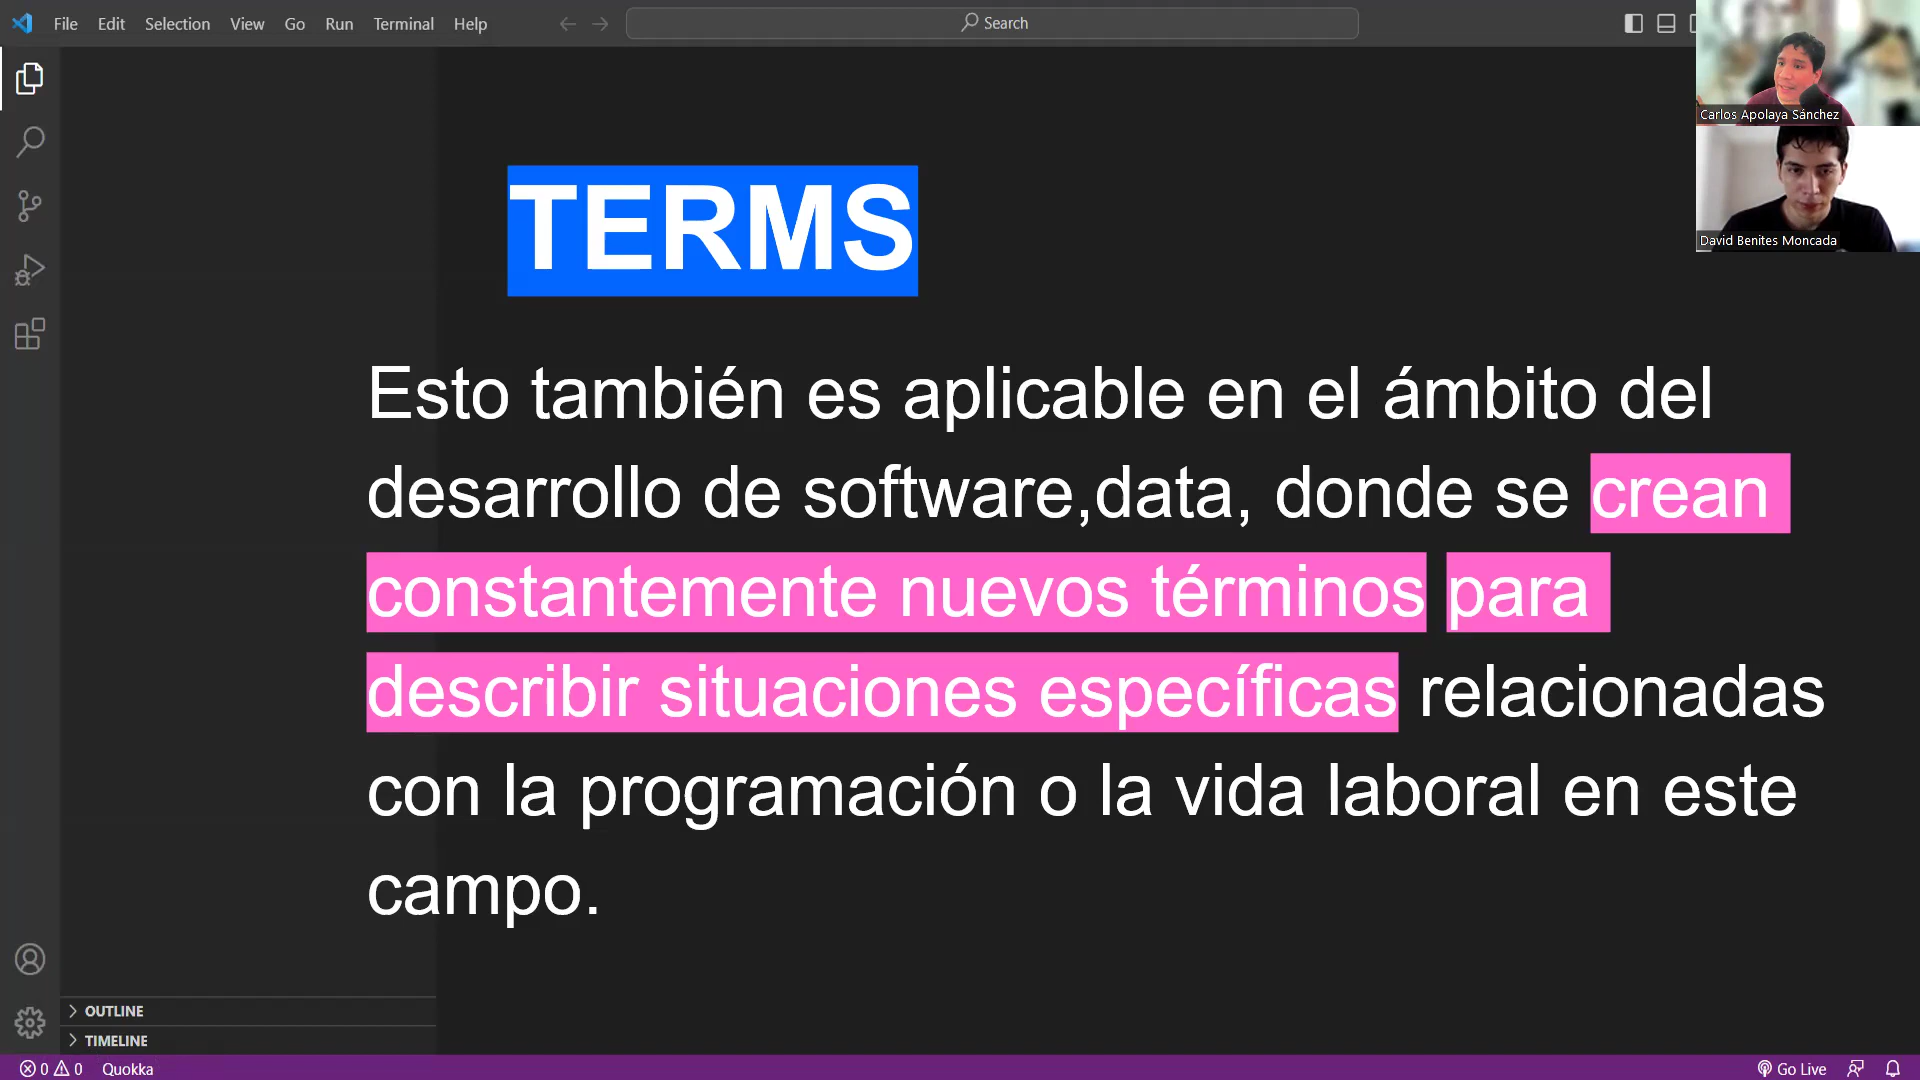 File Edit Selection View Go Run Terminal Help
Search
Carlos Apolaya Sánchez
David Benites Moncada
TERMS
Esto también es aplicable en el ámbito del
desarrollo de software,data, donde se crean
constantemente nuevos términos para
describir situaciones específicas relacionadas
con la programación o la vida laboral en este
campo.
OUTLINE
TIMELINE
0 0 Quokka
Go Live